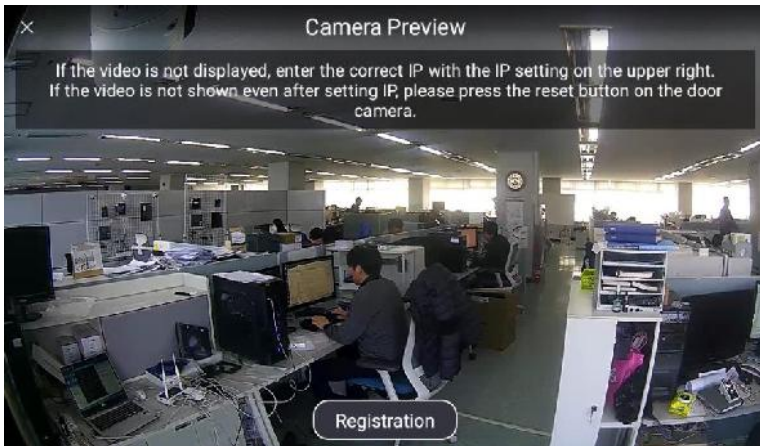 Camera Preview
If the video is not displayed, enter the correct IP with the IP setting on the upper right.
If the video is not shown even after setting IP, please press the reset button on the door
camera.
Registration